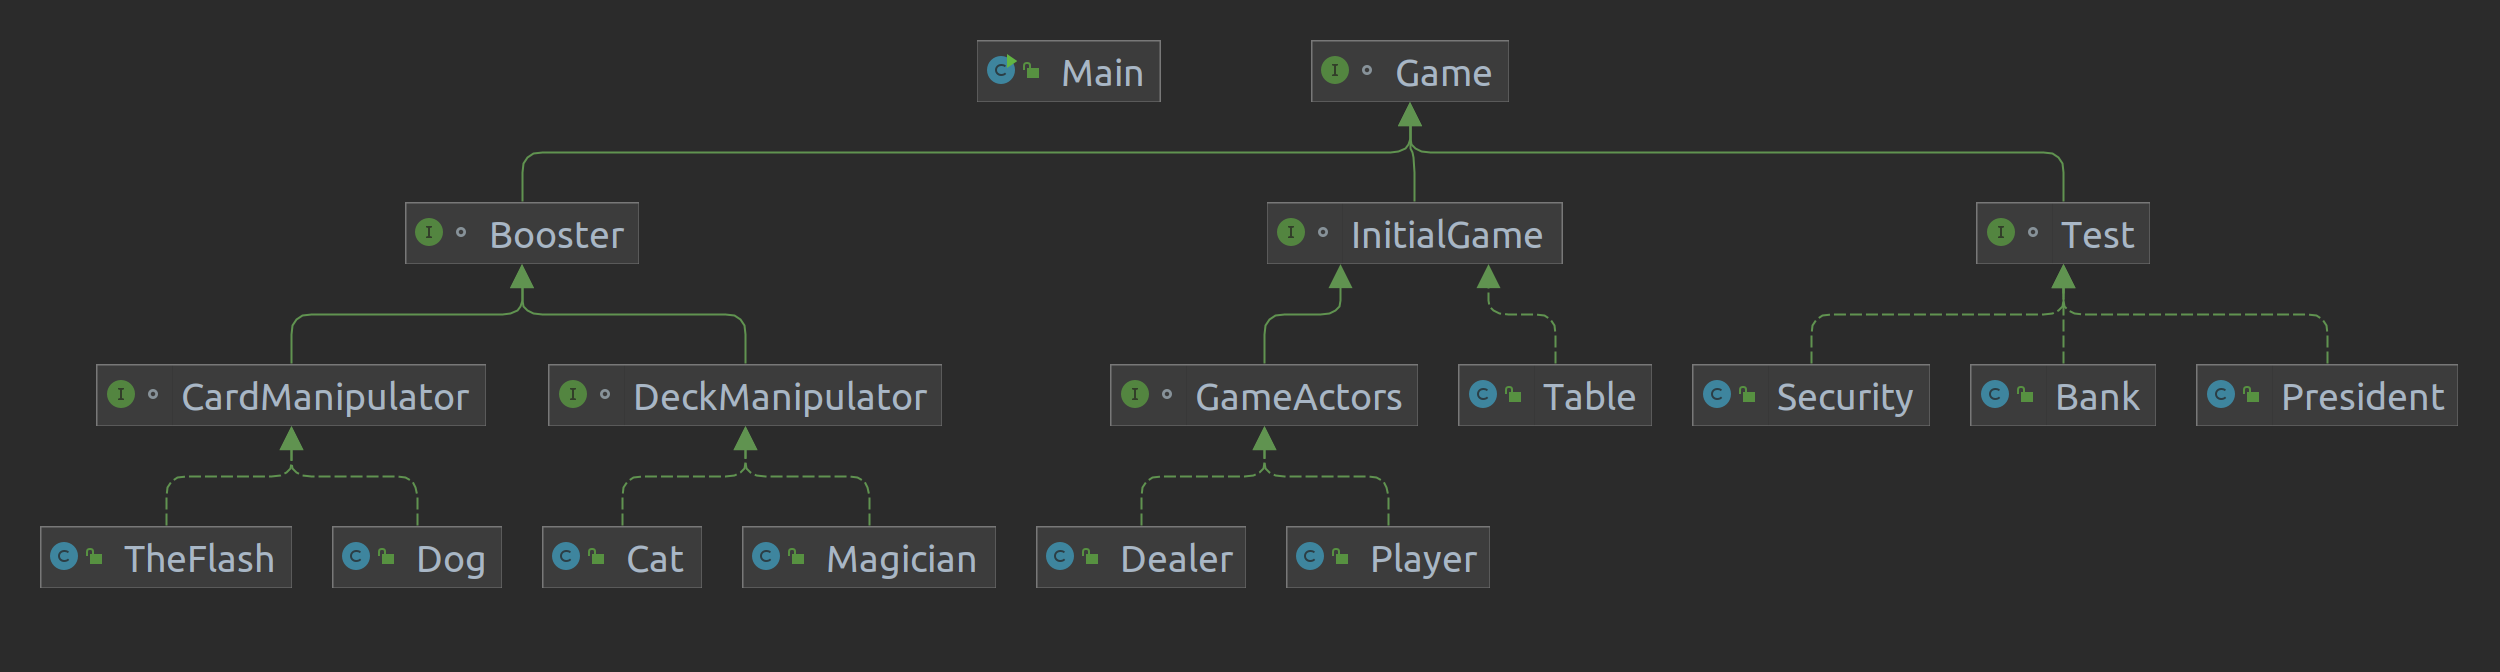 Main
Game
Booster
InitialGame
Test
CardManipulator
DeckManipulator
GameActors
Table
Security
Bank
President
TheFlash
Dog
Cat
Magician
Dealer
Player